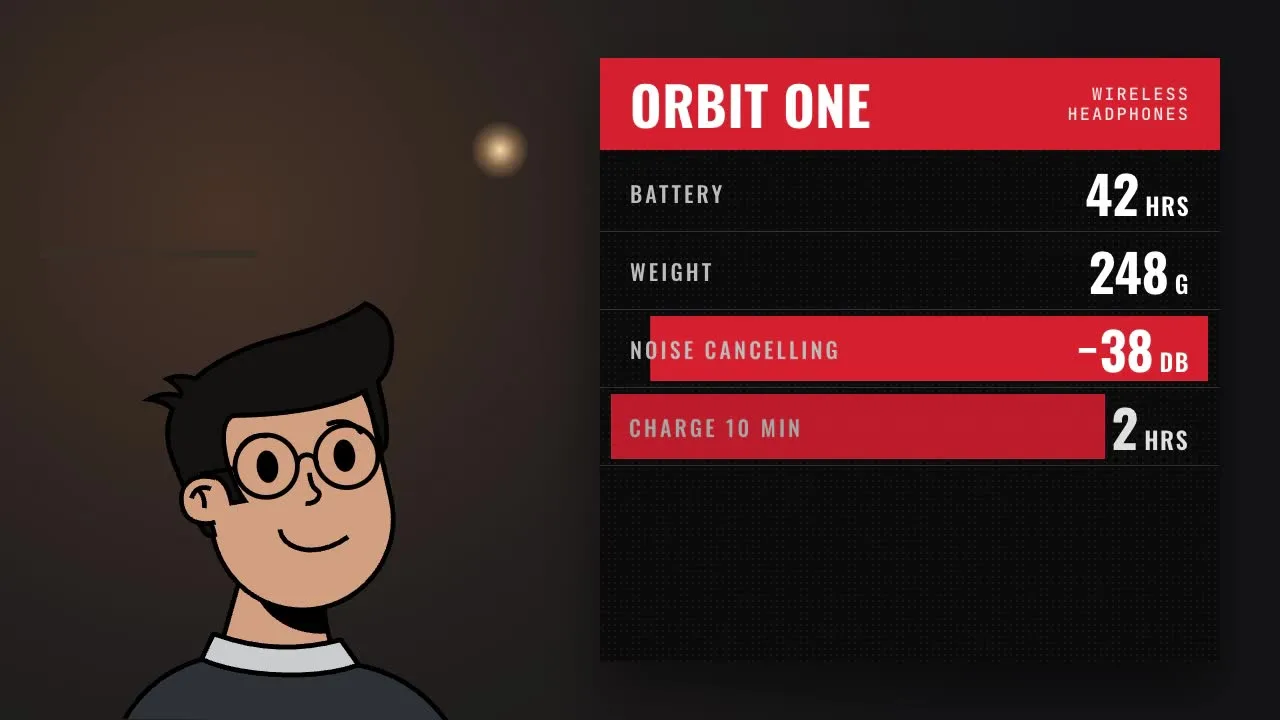 ORBIT ONE
WIRELESS
HEADPHONES
BATTERY 42 HRS
WEIGHT 248 G
NOISE CANCELLING −38 DB
CHARGE 10 MIN 2 HRS